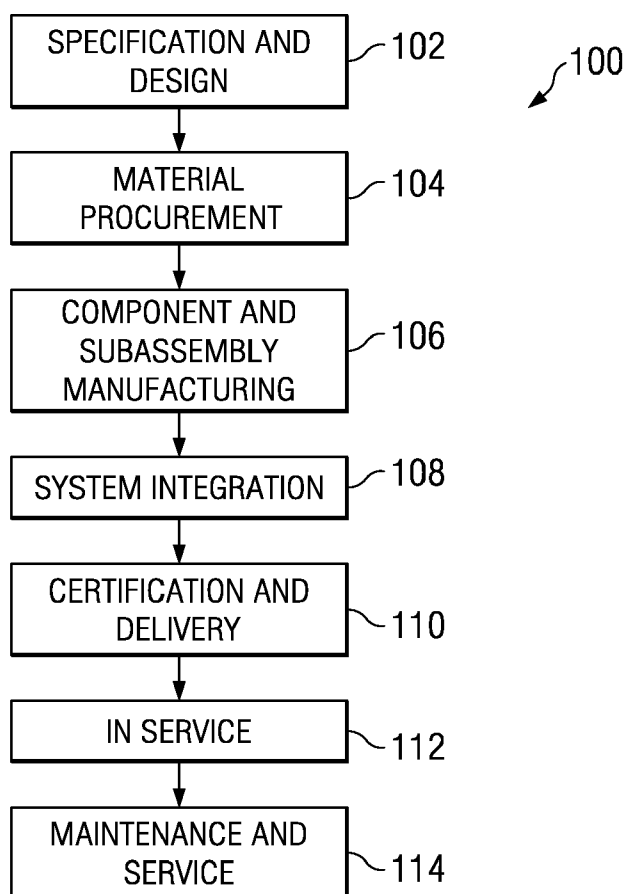 SPECIFICATION AND
DESIGN
102
100
MATERIAL
PROCUREMENT
104
COMPONENT AND
SUBASSEMBLY
MANUFACTURING
106
SYSTEM INTEGRATION
108
CERTIFICATION AND
DELIVERY
110
IN SERVICE
112
MAINTENANCE AND
SERVICE
114